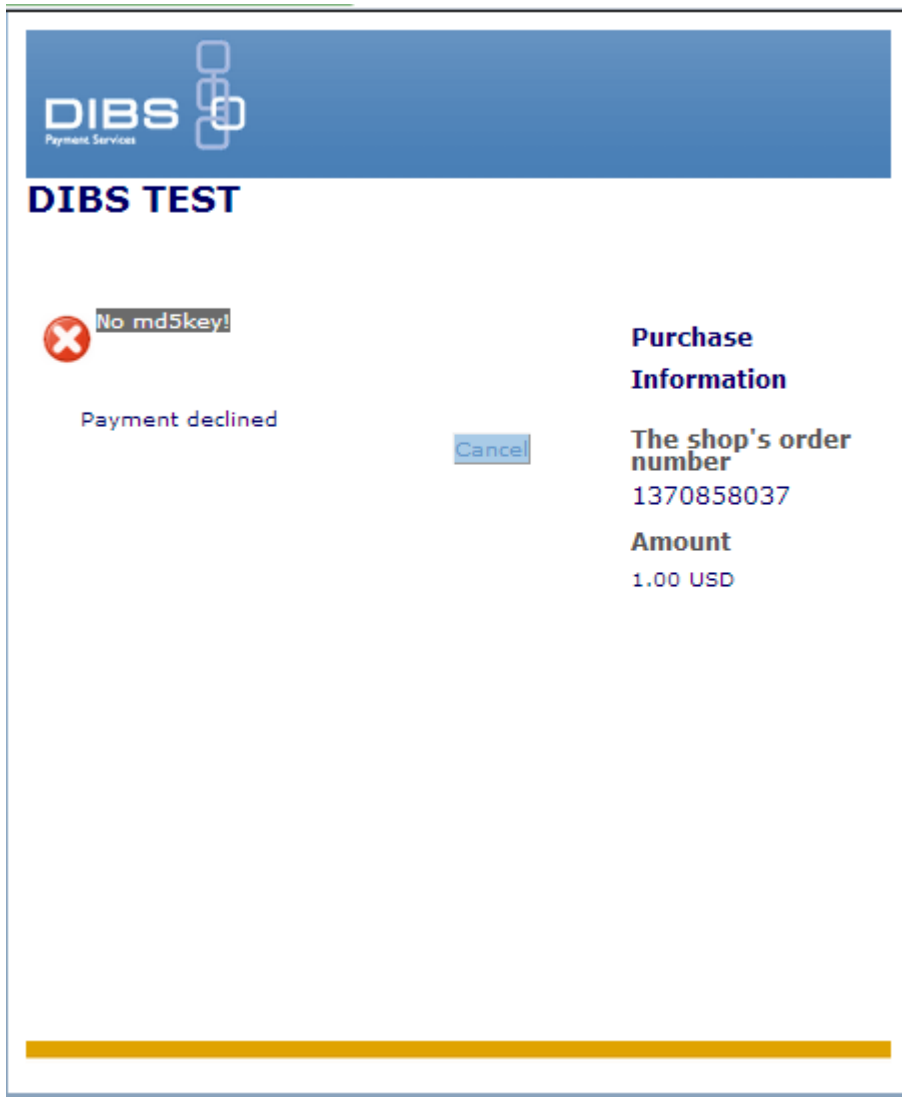 DIBS
Payment Services
DIBS TEST
No md5key!
Payment declined
Cancel
Purchase
Information
The shop's order
number
1370858037
Amount
1.00 USD